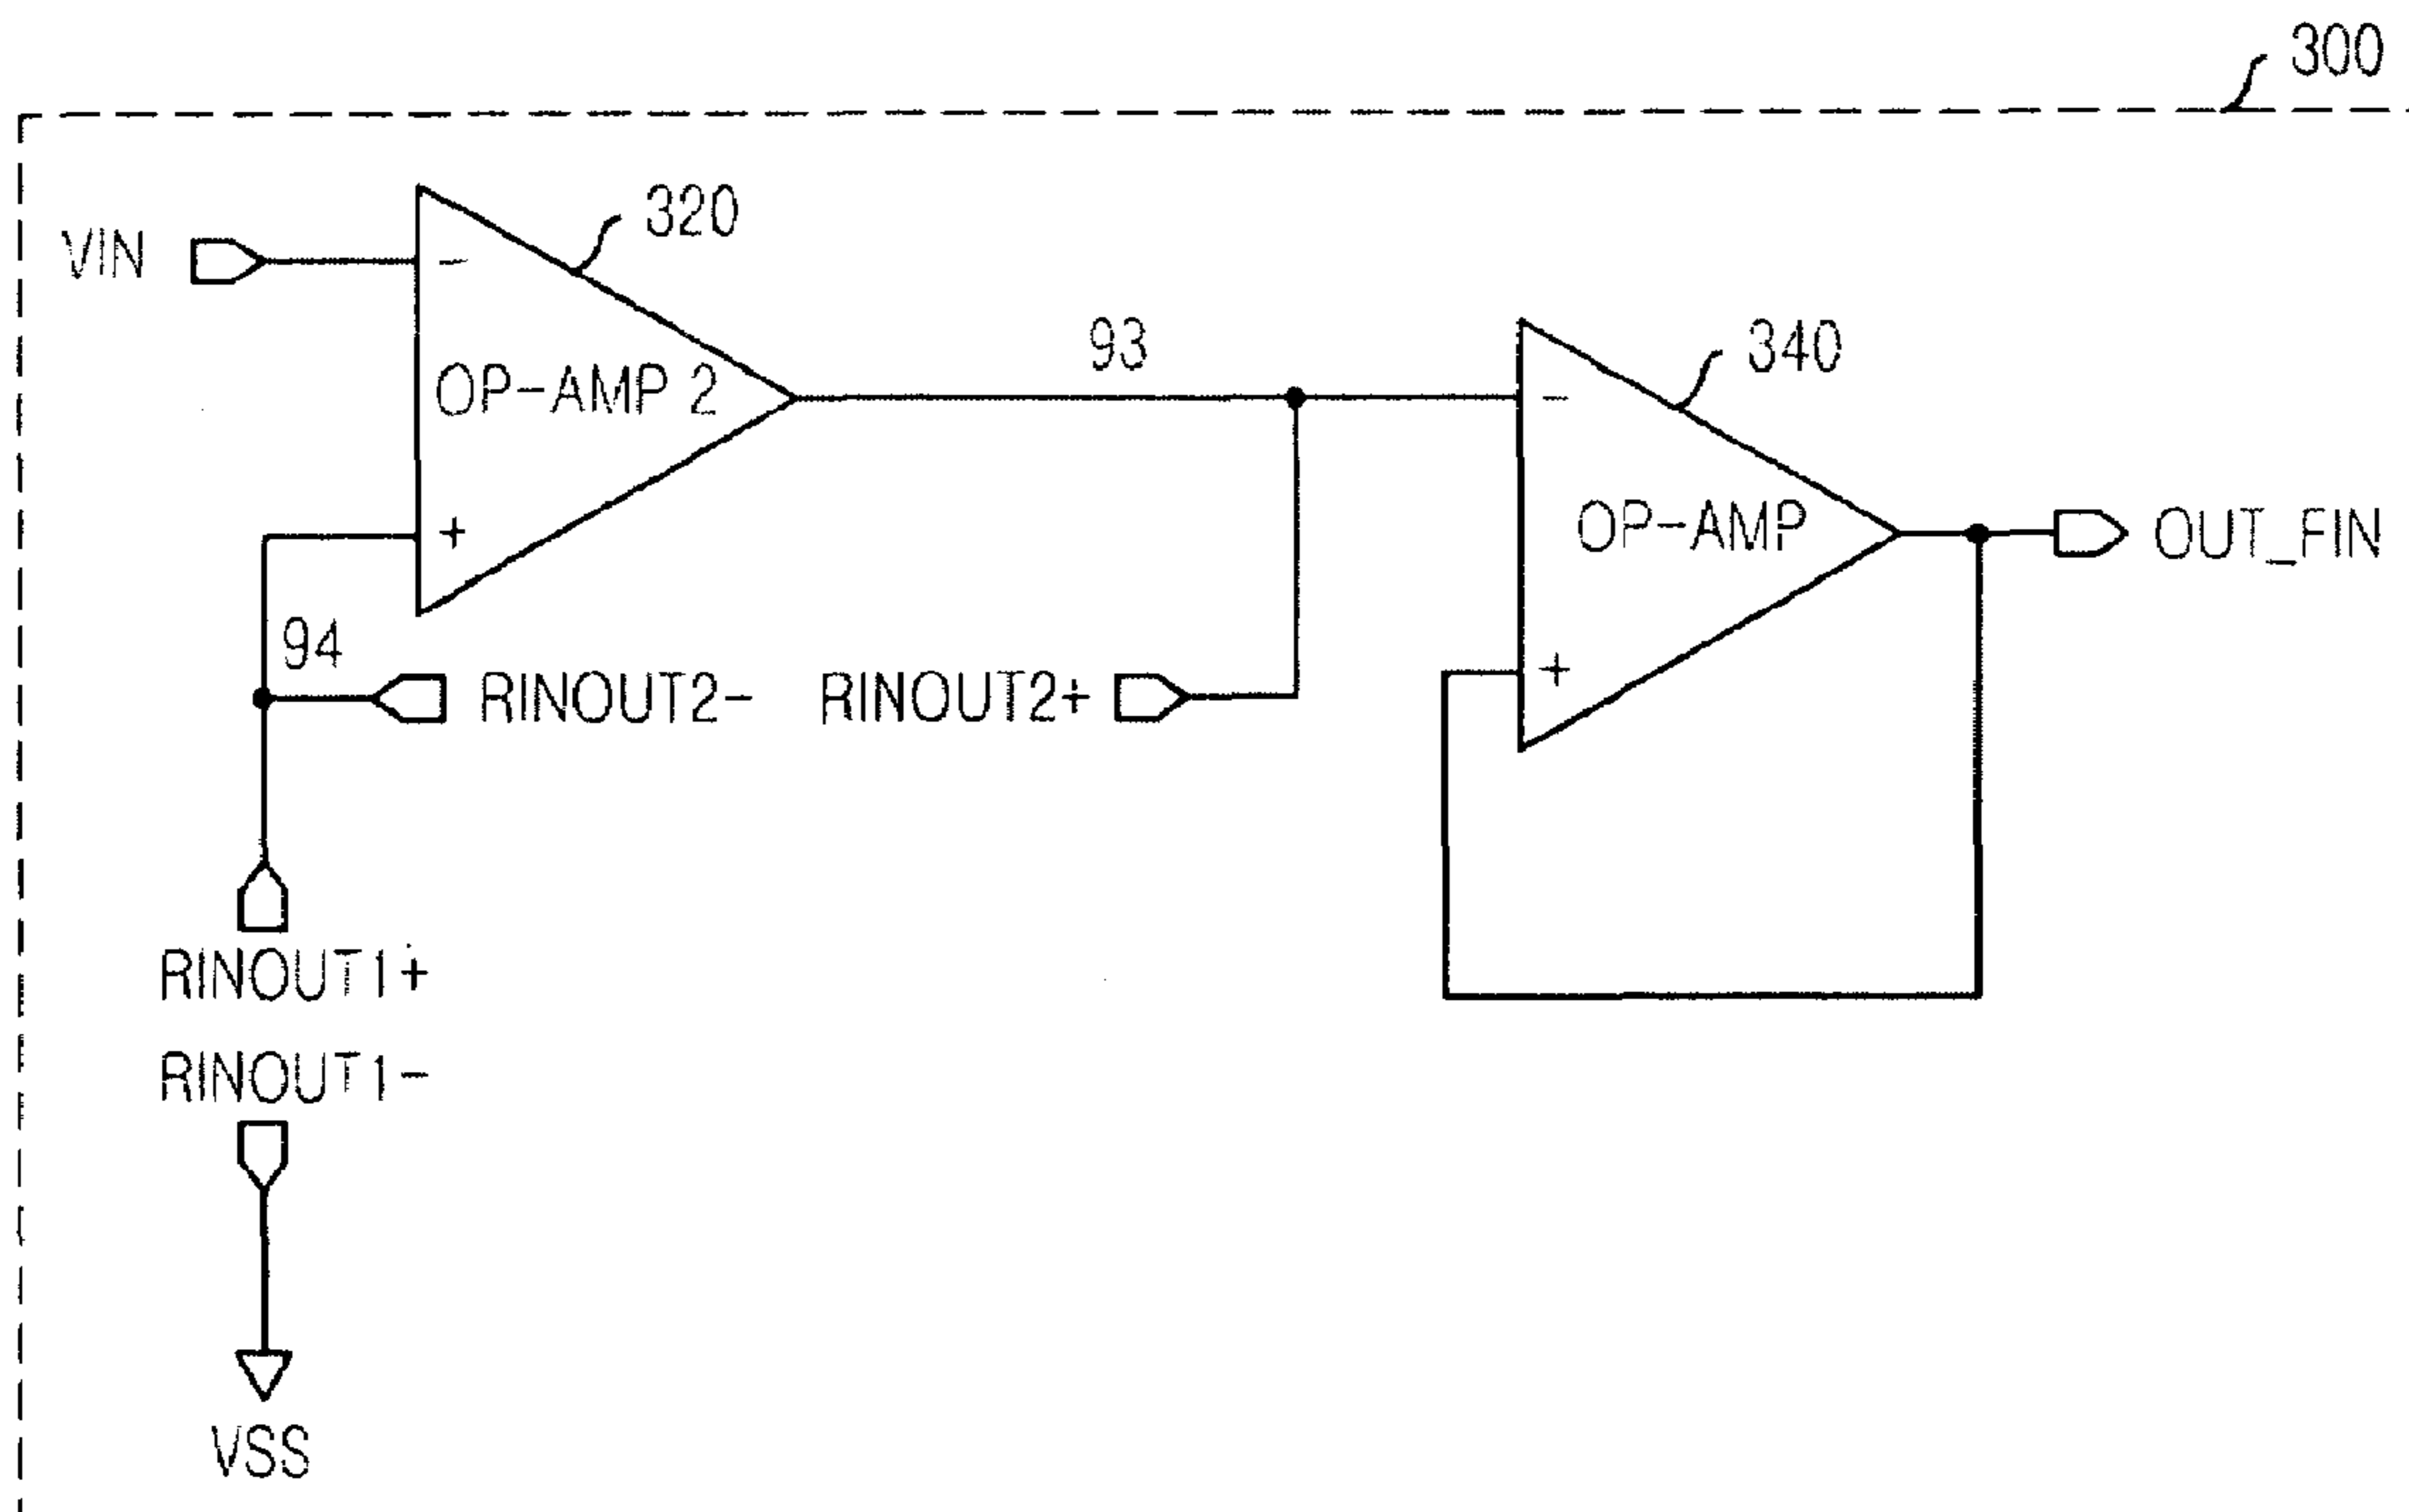 300
VIN
-
320
OP-AMP 2
+
93
-
340
OP-AMP
+
OUT_FIN
94
RINOUT2-
RINOUT2+
RINOUT1+
RINOUT1-
VSS